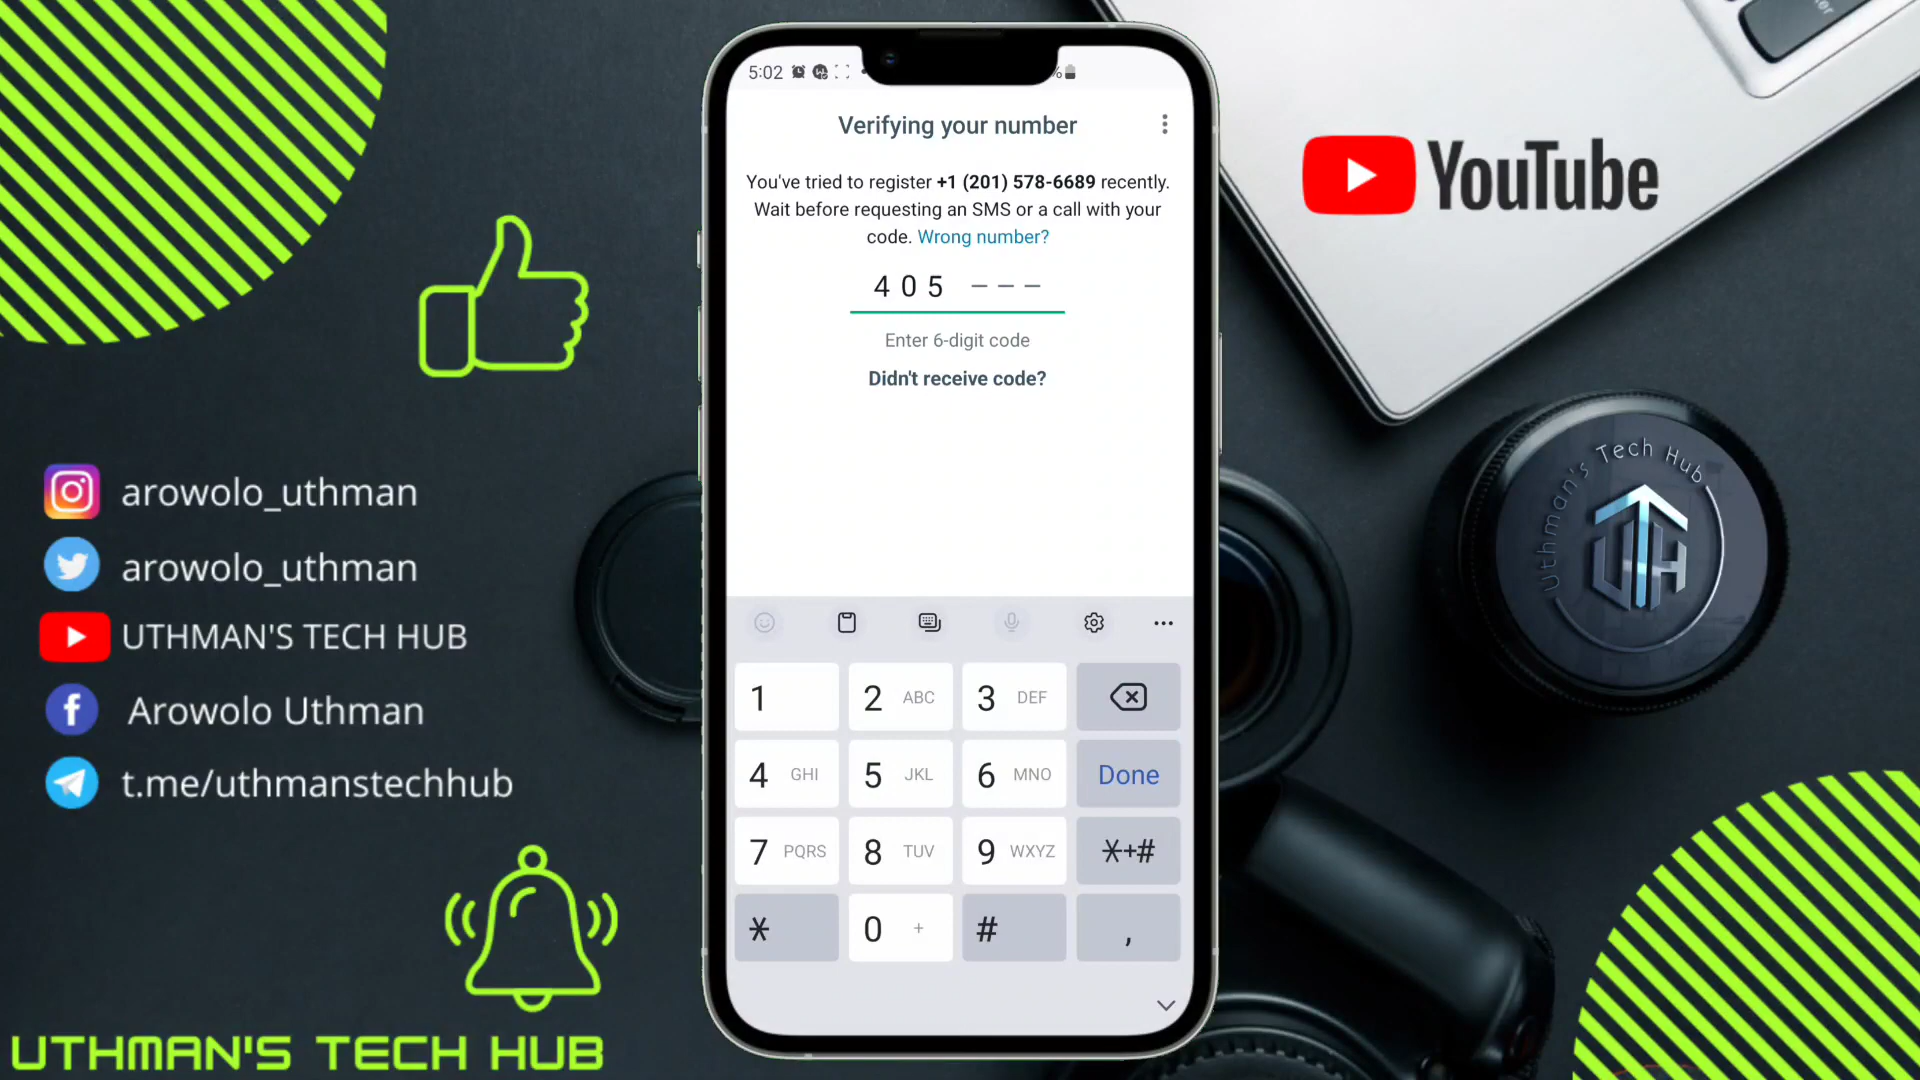 5:02
%
Verifying your number
You've tried to register +1 (201) 578-6689 recently.
Wait before requesting an SMS or a call with your
code. Wrong number?
405 – – –
Enter 6-digit code
Didn't receive code?
1
2 ABC
3 DEF
4 GHI
5 JKL
6 MNO
Done
7 PQRS
8 TUV
9 WXYZ
*+#
*
0 +
#
,
YouTube
Uthman's Tech Hub
UTH
arowolo_uthman
arowolo_uthman
UTHMAN'S TECH HUB
Arowolo Uthman
t.me/uthmanstechhub
UTHMAN'S TECH HUB